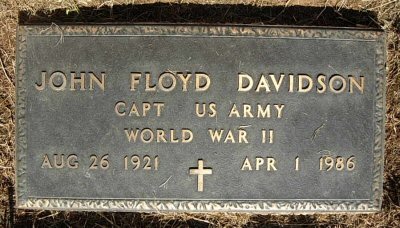 JOHN FLOYD DAVIDSON
CAPT US ARMY
WORLD WAR II
AUG 26 1921 APR 1 1986